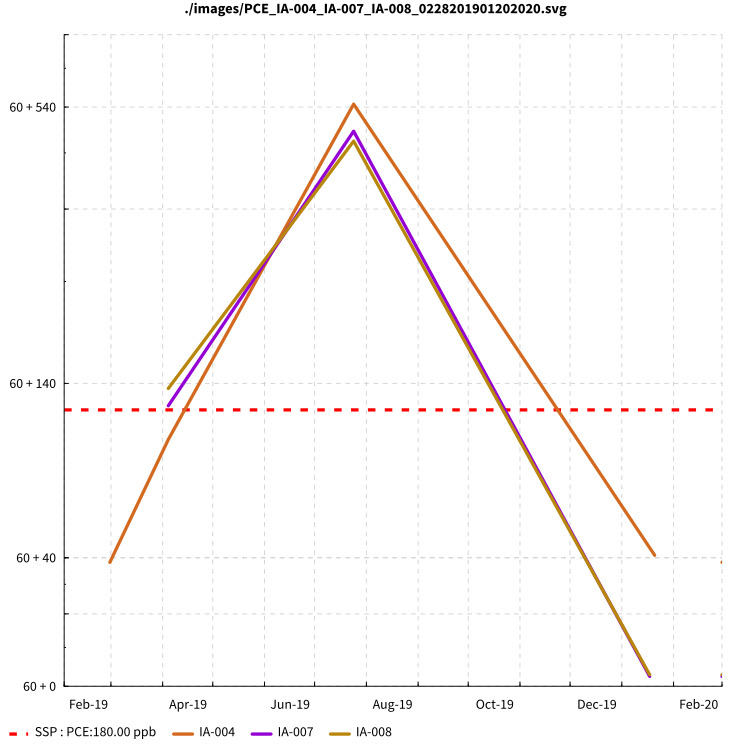 ./images/PCE_IA-004_IA-007_IA-008_0228201901202020.svg
60 + 540
60 + 140
60 + 40
60 + 0
Feb-19 Apr-19 Jun-19 Aug-19 Oct-19 Dec-19 Feb-20
SSP : PCE:180.00 ppb IA-004 IA-007 IA-008